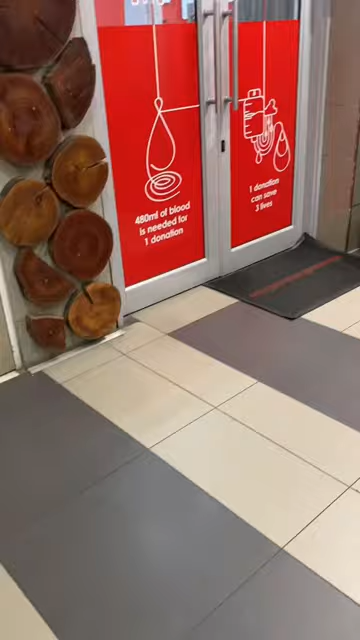 480ml of blood
is needed for
1 donation
1 donation
can save
3 lives